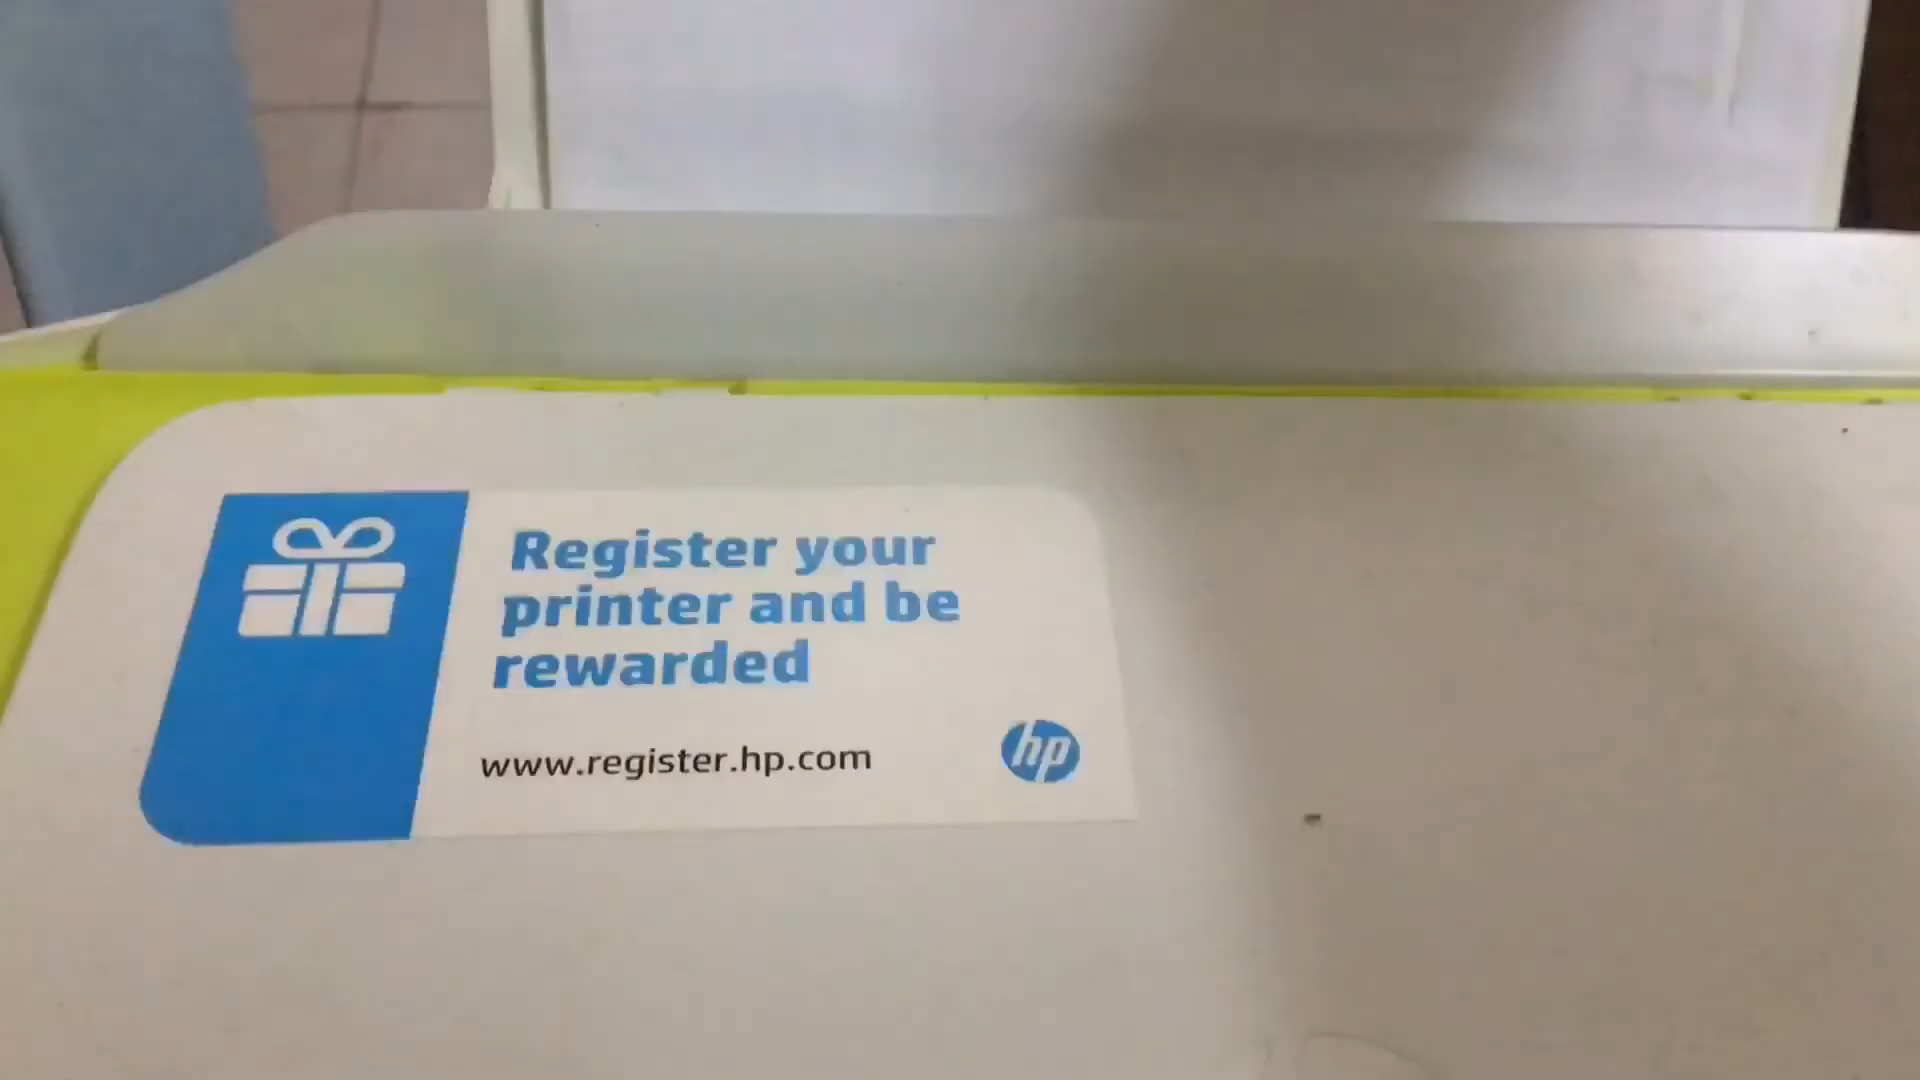 Register your
printer and be
rewarded
www.register.hp.com
hp